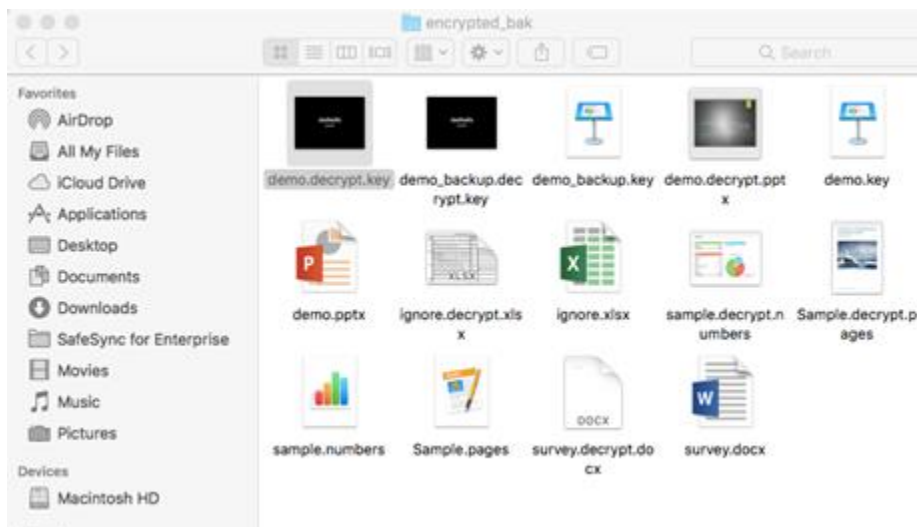 encrypted_bak
Search
Favorites
AirDrop
All My Files
iCloud Drive
Applications
Desktop
Documents
Downloads
SafeSync for Enterprise
Movies
Music
Pictures
Devices
Macintosh HD
demo.decrypt.key
demo_backup.dec
rypt.key
demo_backup.key
demo.decrypt.ppt
x
demo.key
P
demo.pptx
XLSX
ignore.decrypt.xls
x
X
ignore.xlsx
sample.decrypt.n
umbers
Sample.decrypt.p
ages
sample.numbers
Sample.pages
DOCX
survey.decrypt.do
cx
W
survey.docx